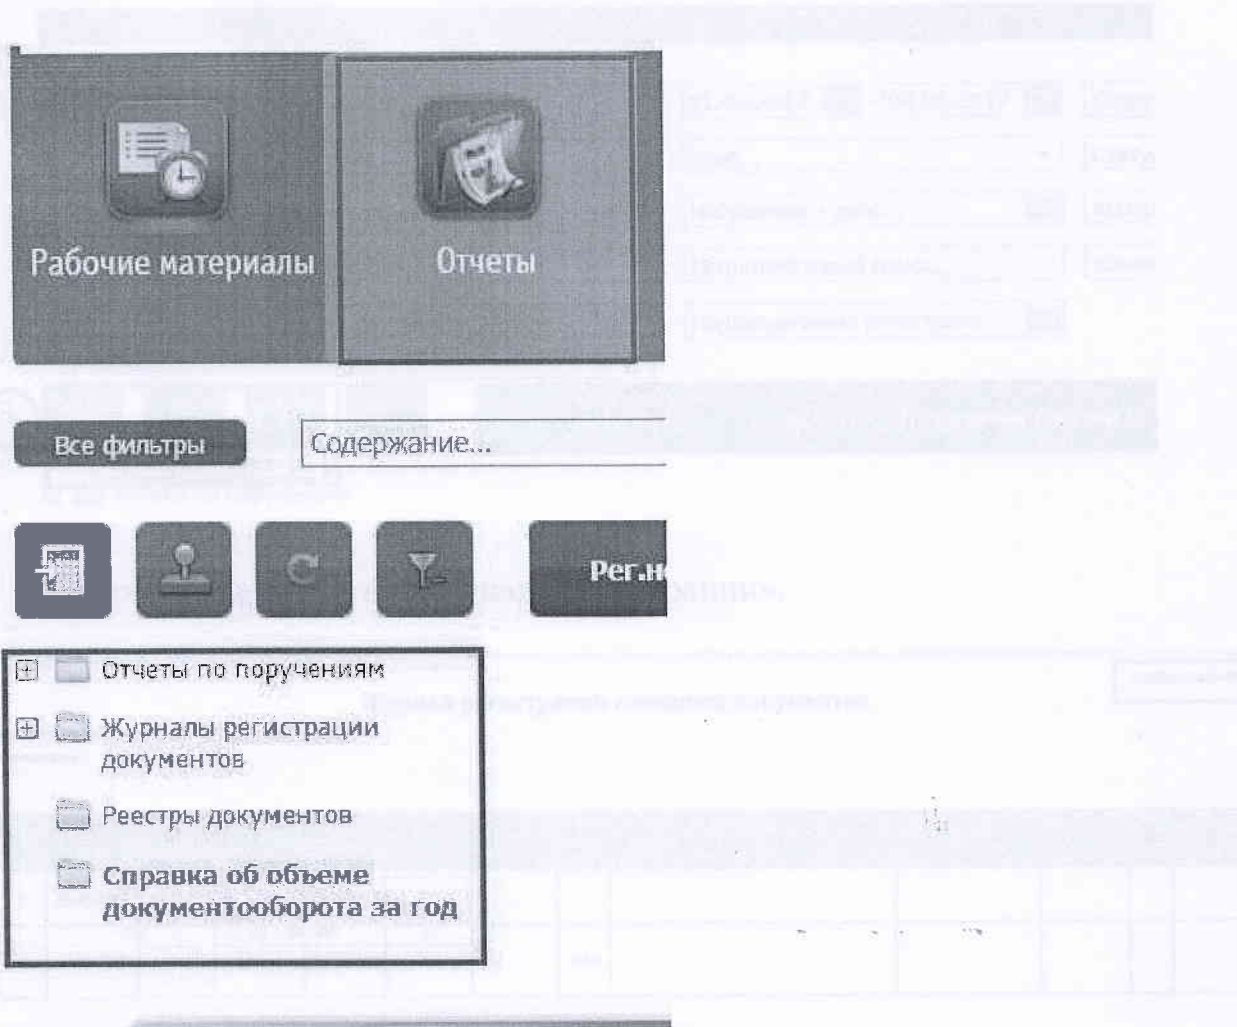 Рабочие материалы
Отчеты
Все фильтры
Содержание...
Рег.н
Отчеты по поручениям
Журналы регистрации
документов
Реестры документов
Справка об объеме
документооборота за год